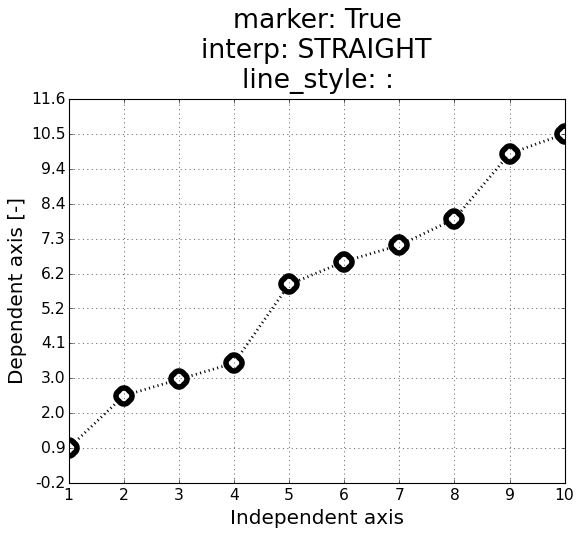 marker: True
interp: STRAIGHT
line_style: :
11.6
10.5
9.4
8.4
7.3
6.2
5.2
4.1
3.0
2.0
0.9
-0.2
Dependent axis [-]
1 2 3 4 5 6 7 8 9 10
Independent axis